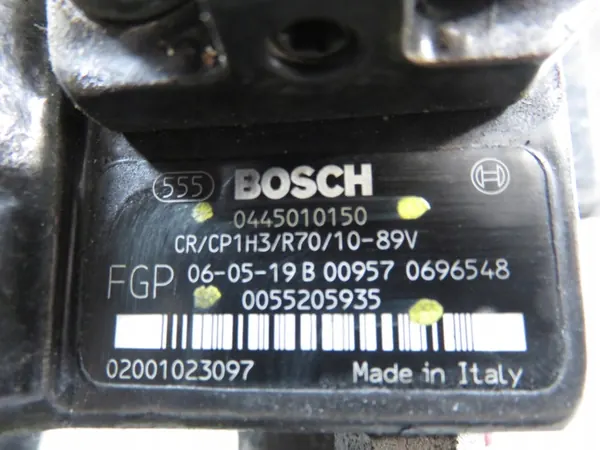 555 BOSCH
0445010150
CR/CP1H3/R70/10-89V
FGP 06-05-19 B 00957 0696548
0055205935
02001023097 Made in Italy